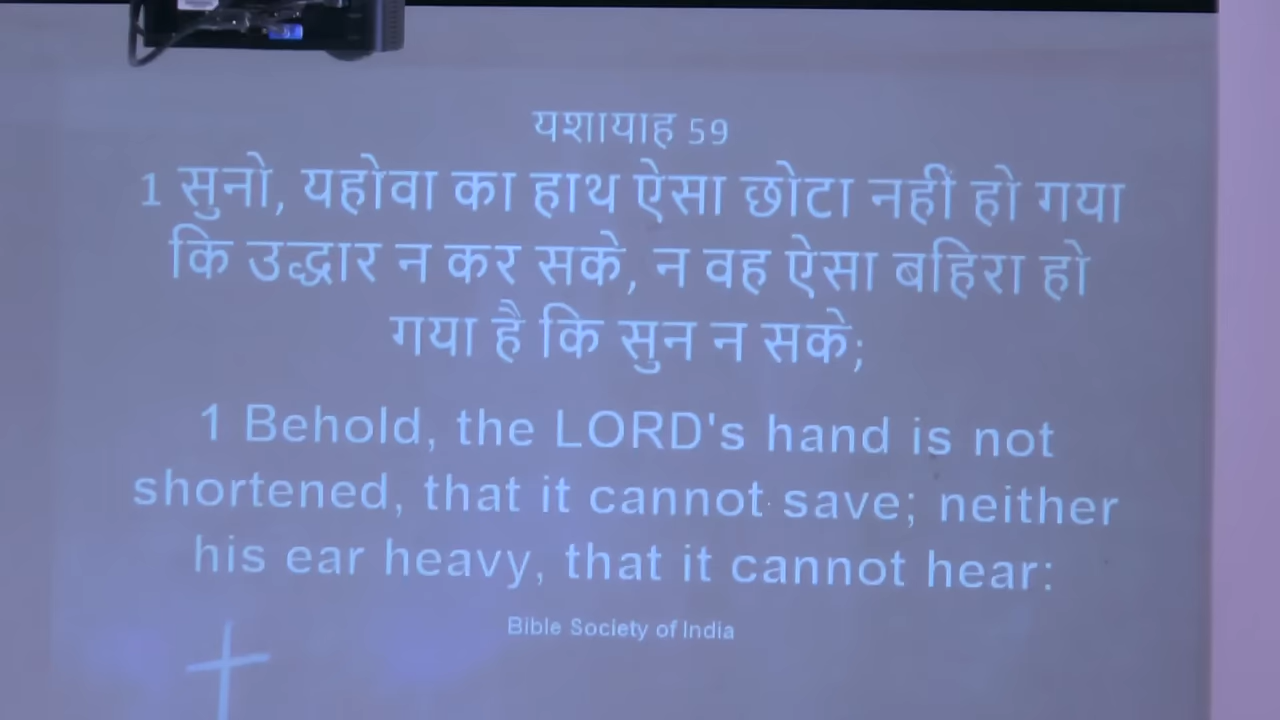 यशायाह 59
1 सुनो, यहोवा का हाथ ऐसा छोटा नहीं हो गया
कि उद्धार न कर सके, न वह ऐसा बहिरा हो
गया है कि सुन न सके;
1 Behold, the LORD's hand is not
shortened, that it cannot save; neither
his ear heavy, that it cannot hear:
Bible Society of India